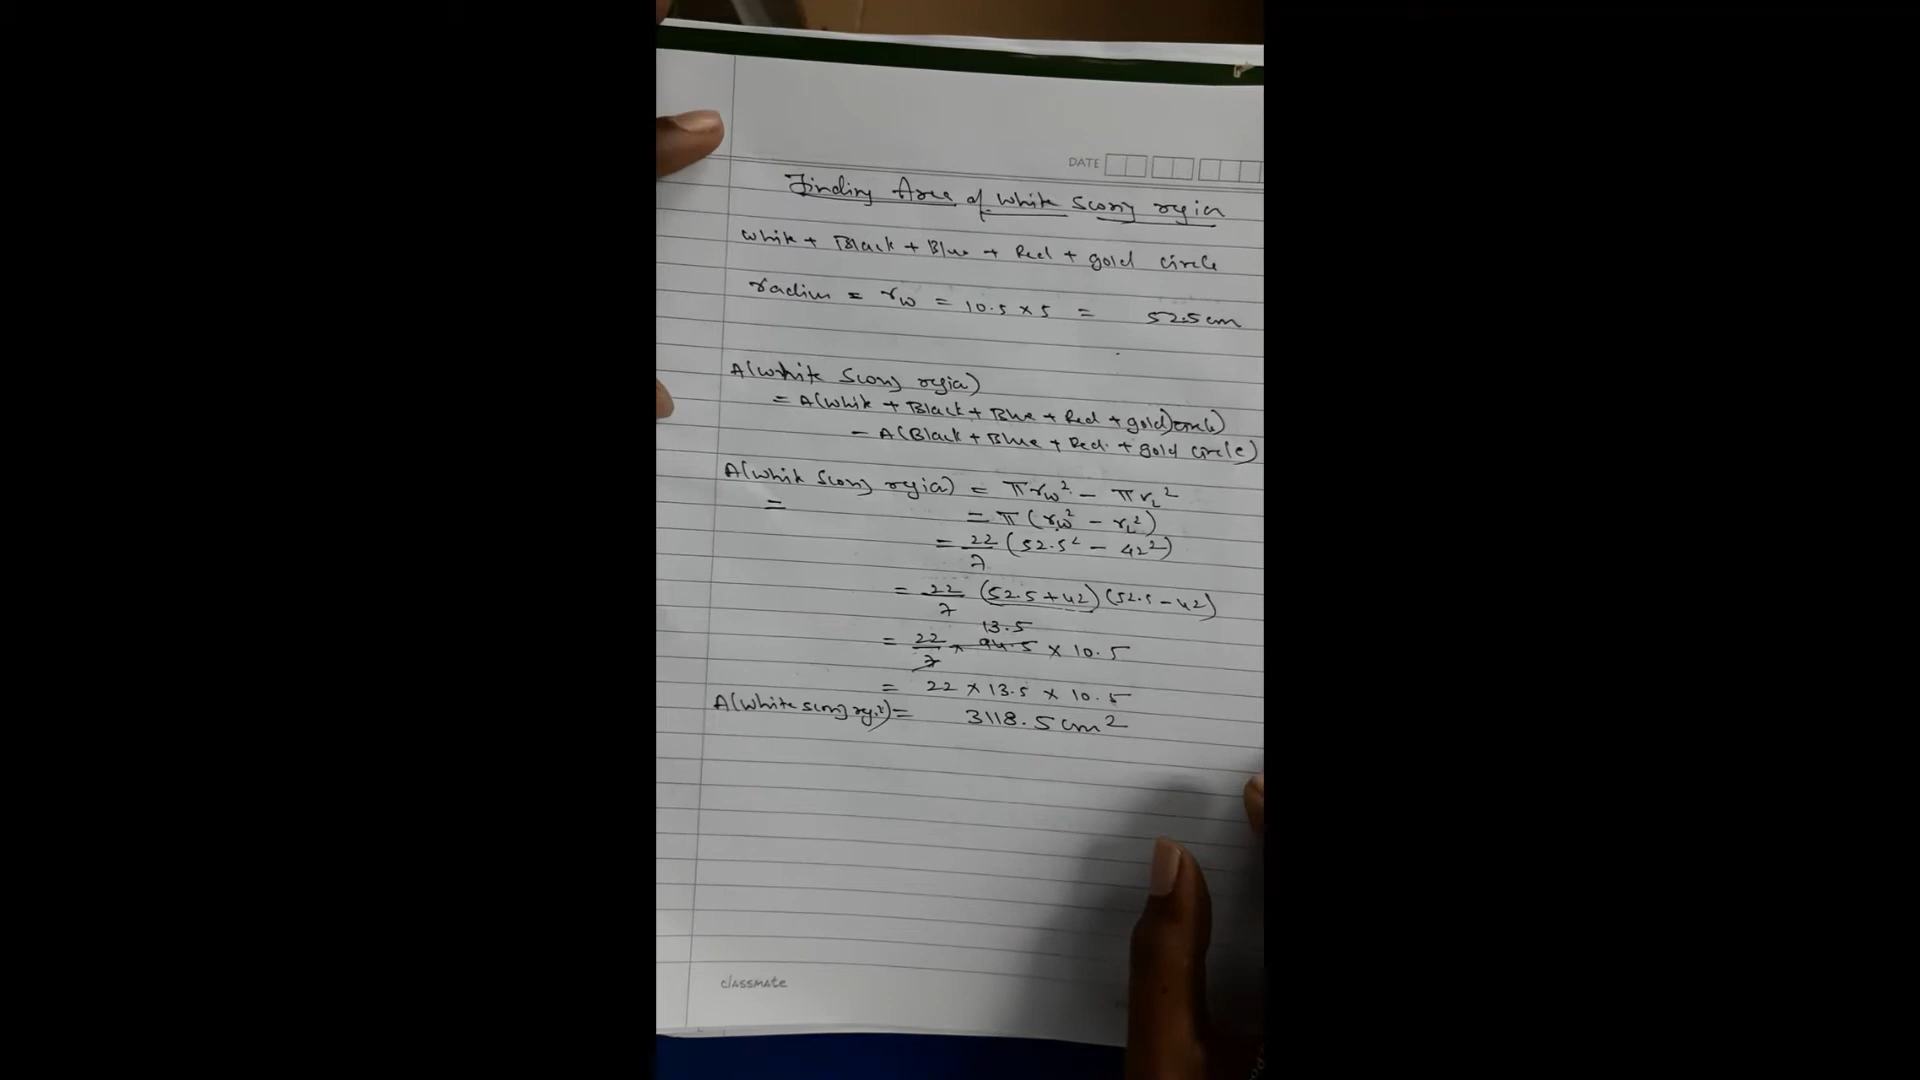 DATE
Finding Area of White Scoring region
White + Black + Blue + Red + gold circle
radius = rw = 10.5 x 5 = 52.5 cm
A(White Scoring region)
= A(White + Black + Blue + Red + gold) circle)
- A(Black + Blue + Red + gold circle)
A(White Scoring region) = πrw² - πrL²
= = π(rw² - rL²)
= 22/7 (52.5² - 42²)
= 22/7 (52.5+42)(52.5-42)
13.5
= 22/7 x 94.5 x 10.5
= 22 x 13.5 x 10.5
A(White scoring reg.) = 3118.5 cm²
classmate